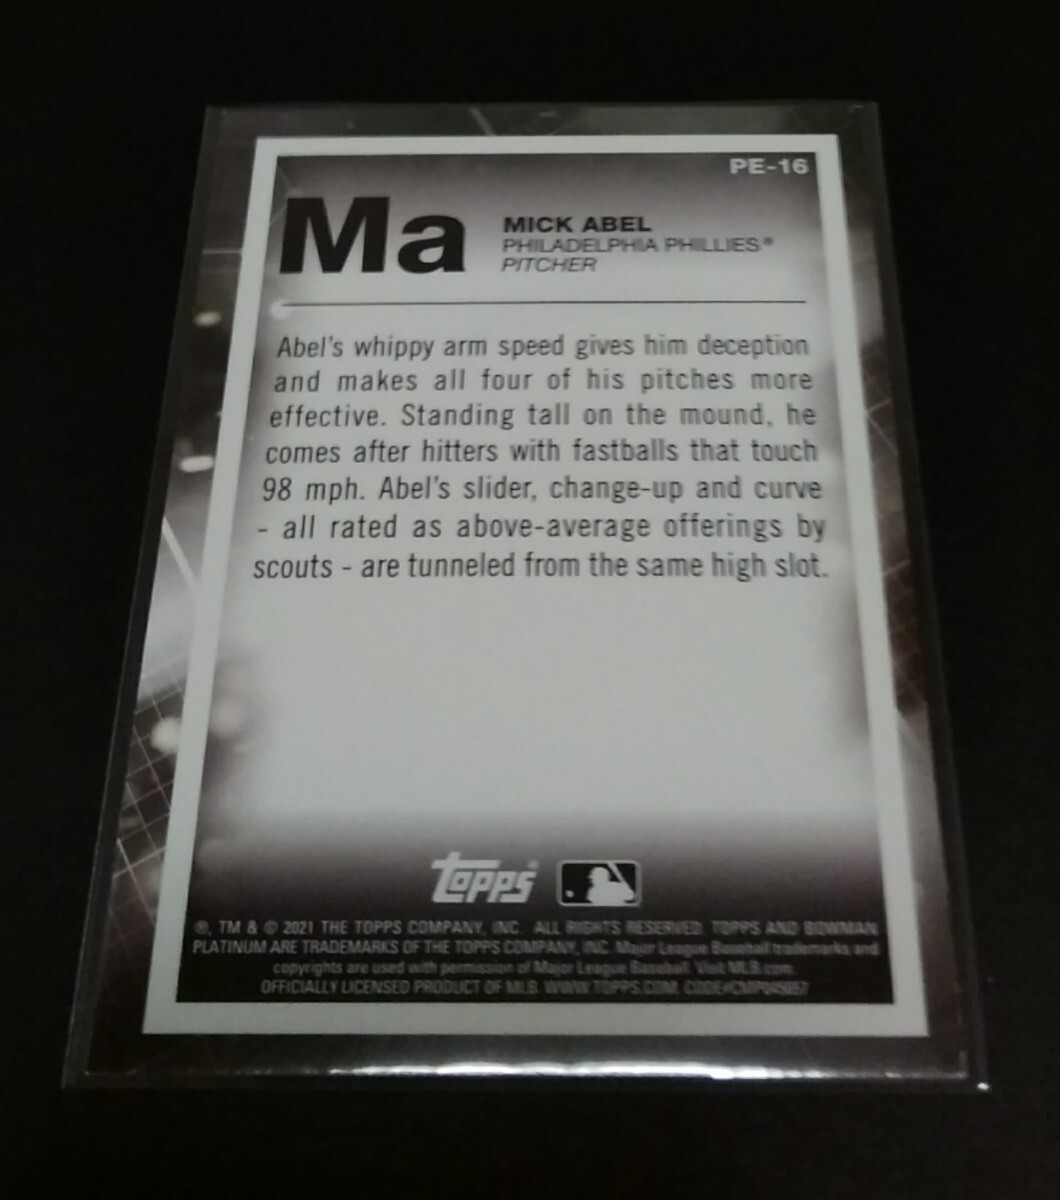 PE-16
Ma
MICK ABEL
PHILADELPHIA PHILLIES®
PITCHER
Abel's whippy arm speed gives him deception
and makes all four of his pitches more
effective. Standing tall on the mound, he
comes after hitters with fastballs that touch
98 mph. Abel's slider, change-up and curve
- all rated as above-average offerings by
scouts - are tunneled from the same high slot.
Topps®
®, TM & © 2021 THE TOPPS COMPANY, INC. ALL RIGHTS RESERVED. TOPPS AND BOWMAN
PLATINUM ARE TRADEMARKS OF THE TOPPS COMPANY, INC. Major League Baseball trademarks and
copyrights are used with permission of Major League Baseball. Visit MLB.com.
OFFICIALLY LICENSED PRODUCT OF MLB. WWW.TOPPS.COM.